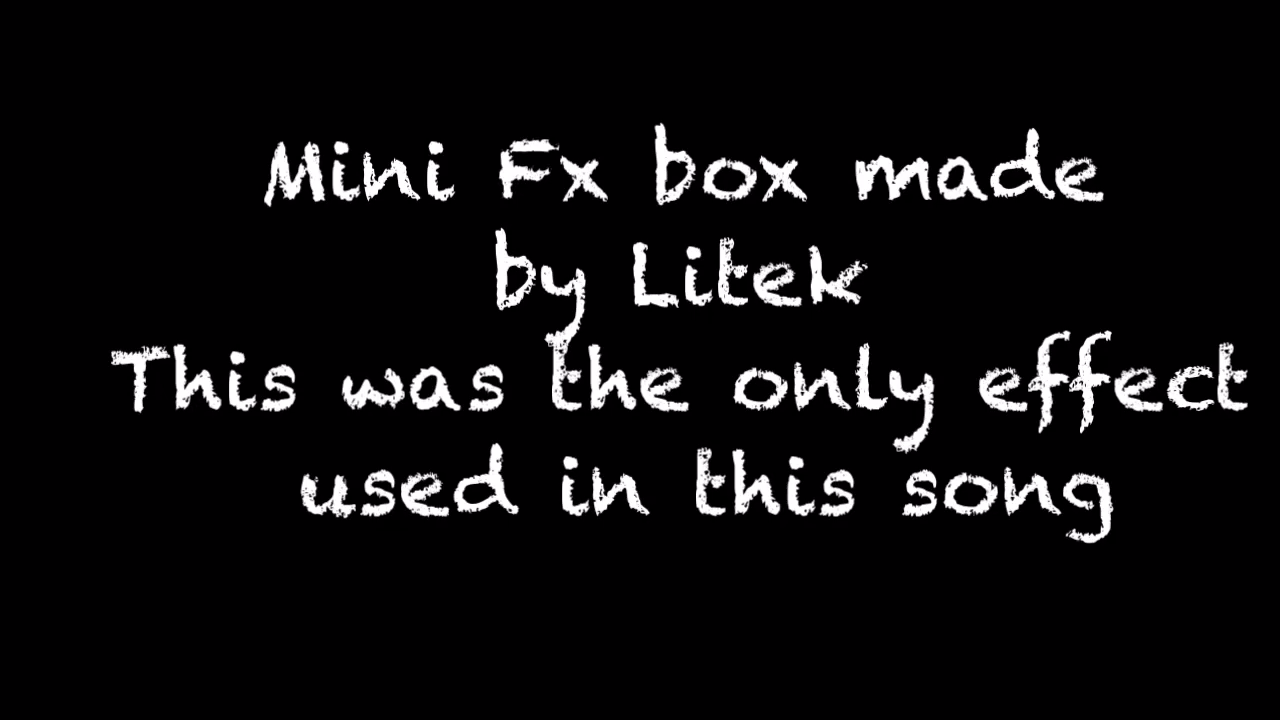 Mini Fx box made
by Litek
This was the only effect
used in this song